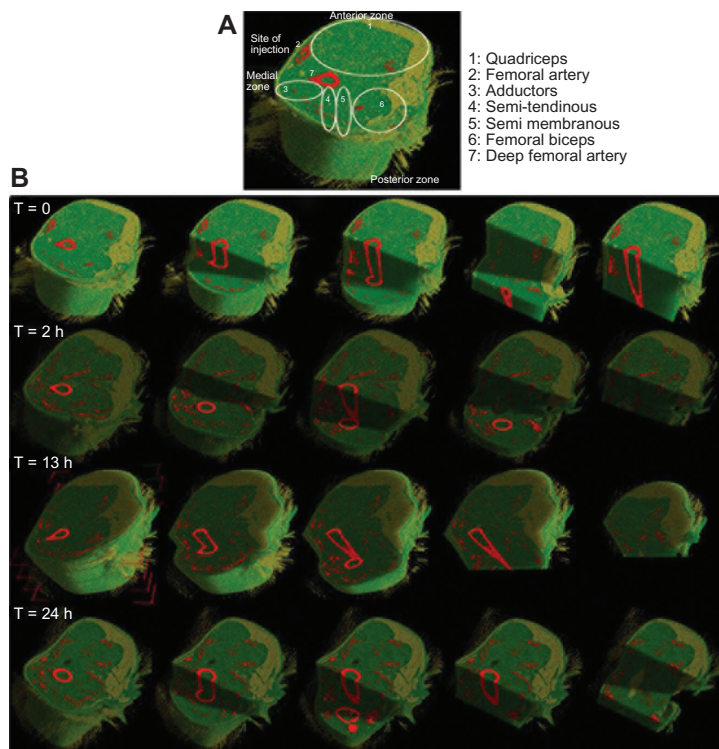 A
Anterior zone
1
Site of
injection
2
7
Medial
zone
3
4
5
6
Posterior zone
1: Quadriceps
2: Femoral artery
3: Adductors
4: Semi-tendinous
5: Semi membranous
6: Femoral biceps
7: Deep femoral artery
B
T = 0
T = 2 h
T = 13 h
T = 24 h